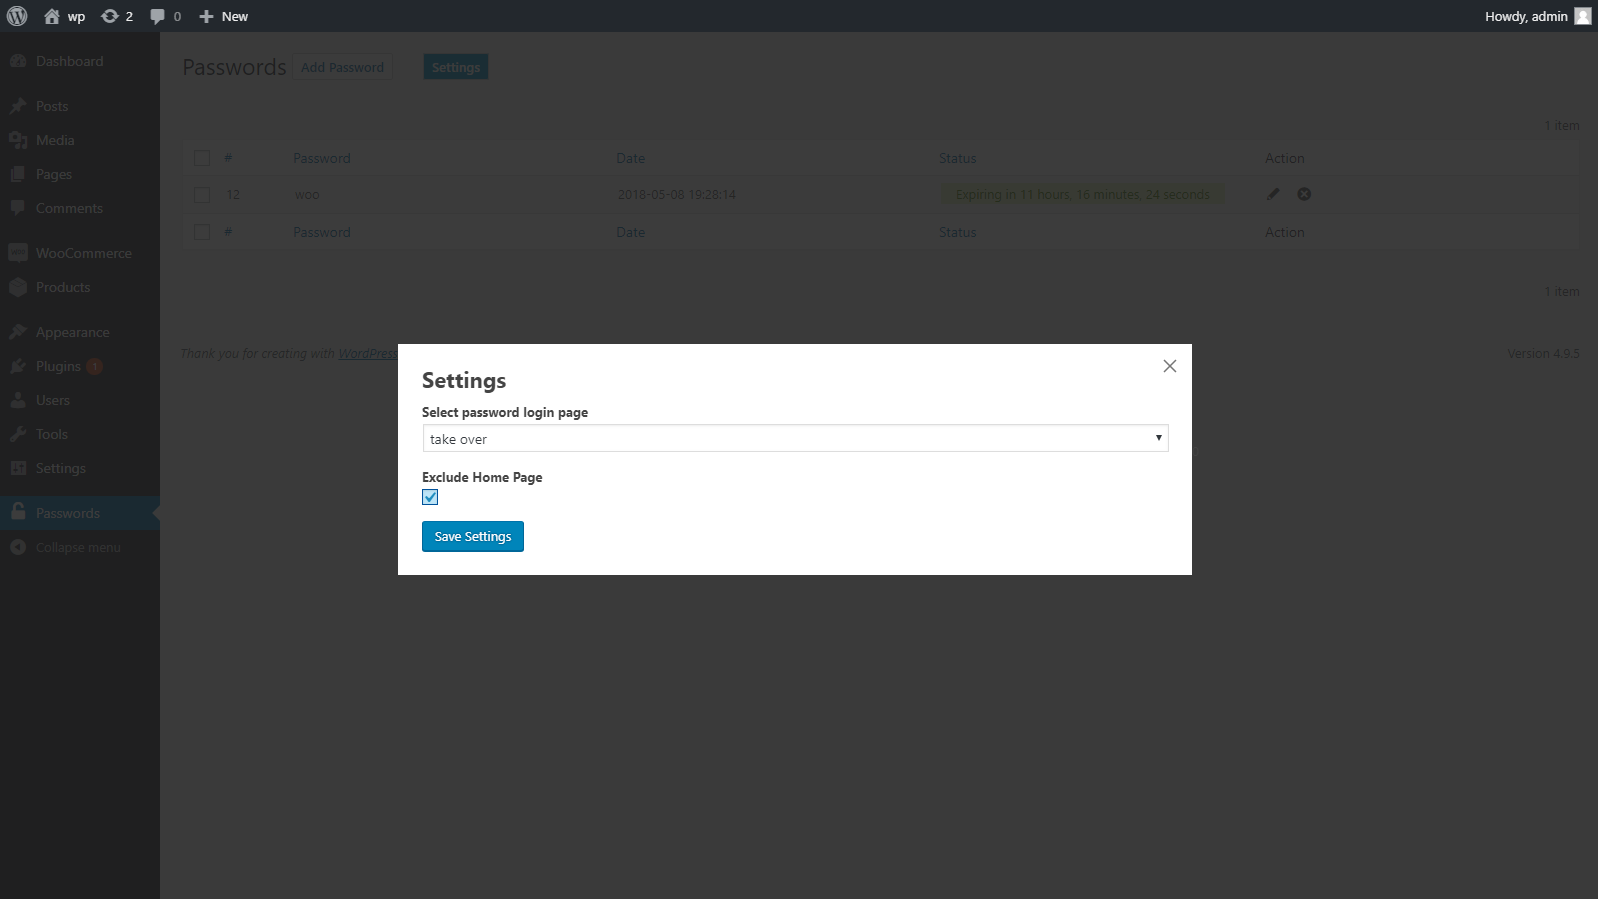 wp 2 0 New Howdy, admin
Dashboard
Posts
Media
Pages
Comments
WooCommerce
Products
Appearance
Plugins 1
Users
Tools
Settings
Passwords
Collapse menu
Passwords Add Password Settings
1 item
# Password Date Status Action
12 woo 2018-05-08 19:28:14 Expiring in 11 hours, 16 minutes, 24 seconds
# Password Date Status Action
1 item
Thank you for creating with WordPress
Version 4.9.5
Settings
Select password login page
take over
Exclude Home Page
Save Settings